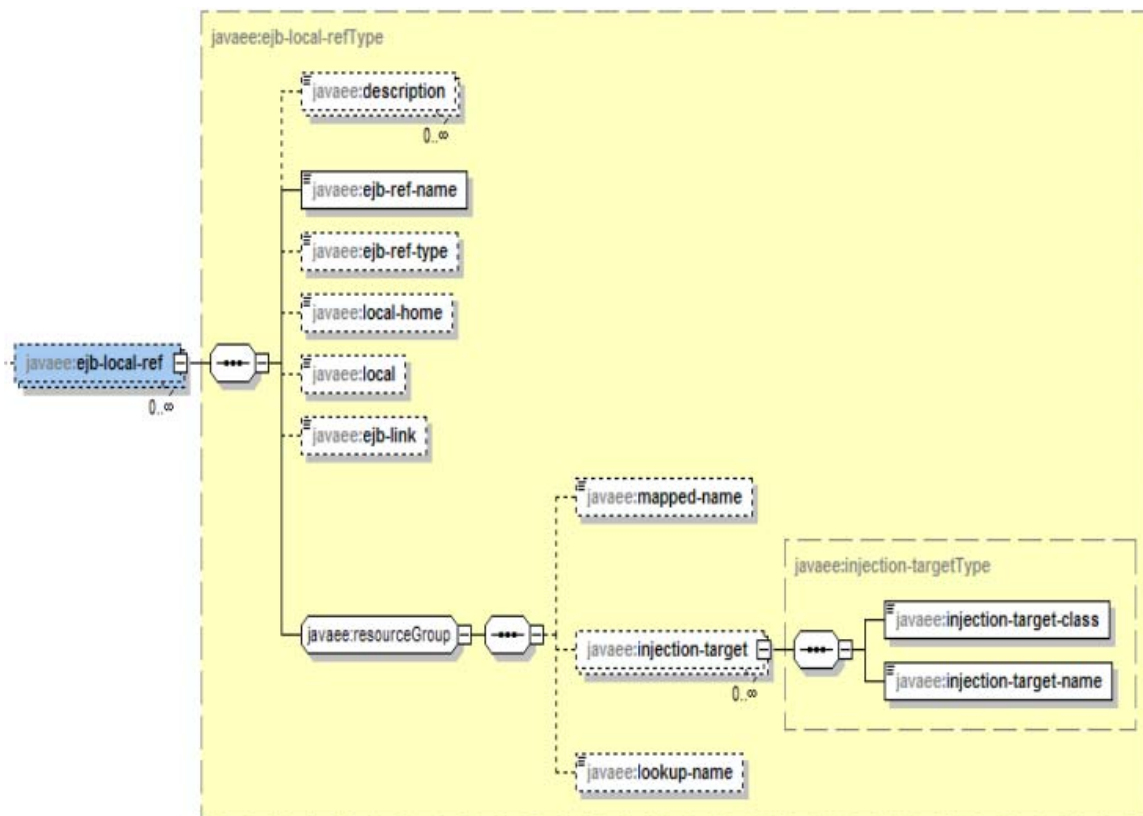 javaee:ejb-local-refType
javaee:description
0..∞
javaee:ejb-ref-name
javaee:ejb-ref-type
javaee:local-home
javaee:ejb-local-ref
0..∞
javaee:local
javaee:ejb-link
javaee:mapped-name
javaee:injection-targetType
javaee:injection-target-class
javaee:resourceGroup
javaee:injection-target
0..∞
javaee:injection-target-name
javaee:lookup-name